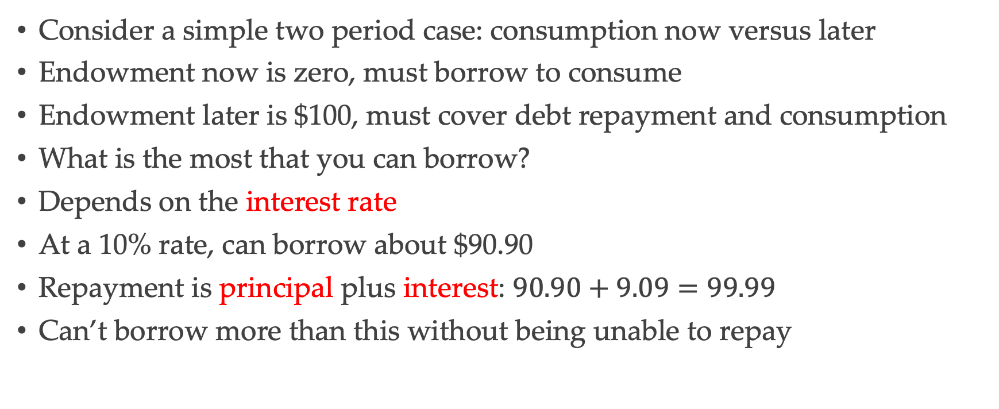 • Consider a simple two period case: consumption now versus later
• Endowment now is zero, must borrow to consume
• Endowment later is $100, must cover debt repayment and consumption
• What is the most that you can borrow?
• Depends on the interest rate
• At a 10% rate, can borrow about $90.90
• Repayment is principal plus interest: 90.90 + 9.09 = 99.99
• Can’t borrow more than this without being unable to repay